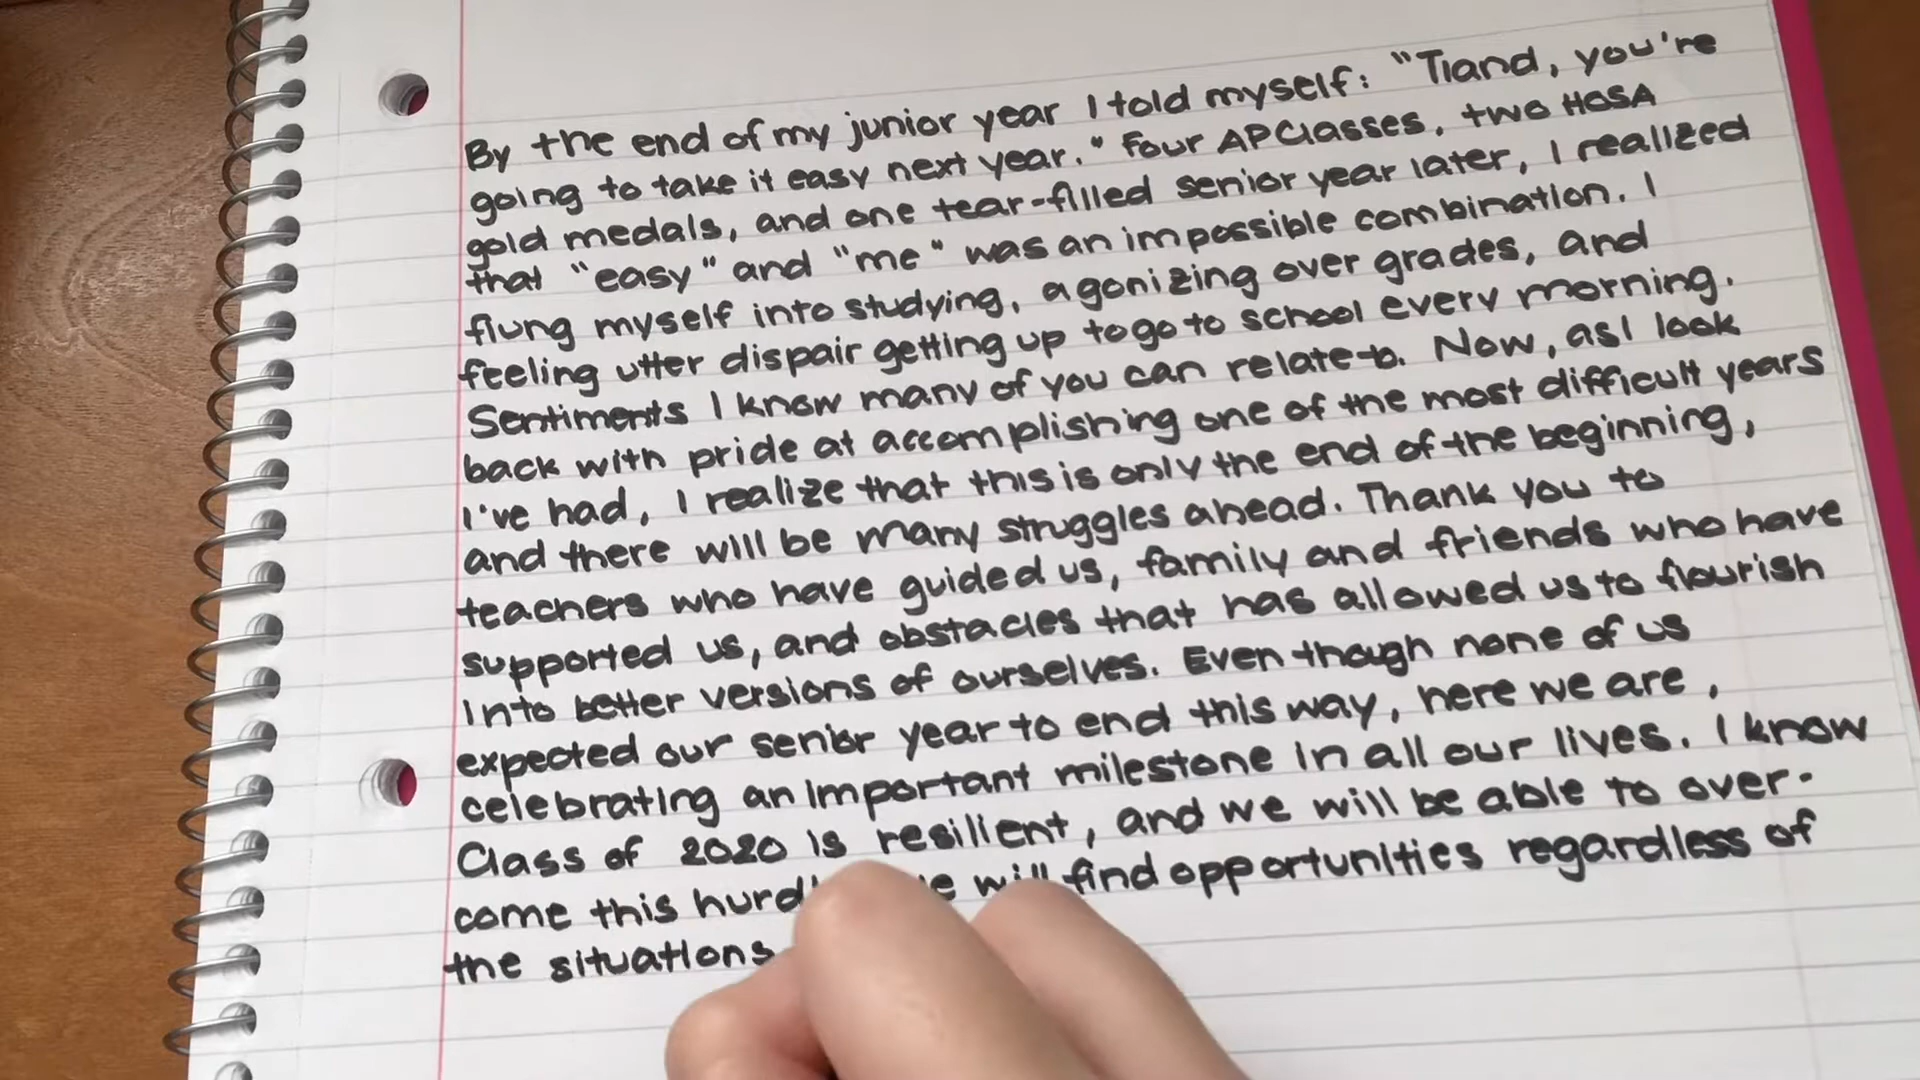 By the end of my junior year I told myself: "Tiand, you're
going to take it easy next year." Four AP Classes, two HOSA
gold medals, and one tear-filled senior year later, I realized
that "easy" and "me" was an impossible combination. I
flung myself into studying, agonizing over grades, and
feeling utter dispair getting up to go to school every morning.
Sentiments I know many of you can relate to. Now, as I look
back with pride at accomplishing one of the most difficult years
I've had, I realize that this is only the end of the beginning,
and there will be many struggles ahead. Thank you to
teachers who have guided us, family and friends who have
supported us, and obstacles that has allowed us to flourish
into better versions of ourselves. Even though none of us
expected our senior year to end this way, here we are,
celebrating an important milestone in all our lives. I know
Class of 2020 is resilient, and we will be able to over-
come this will find opportunities regardless of
the situations